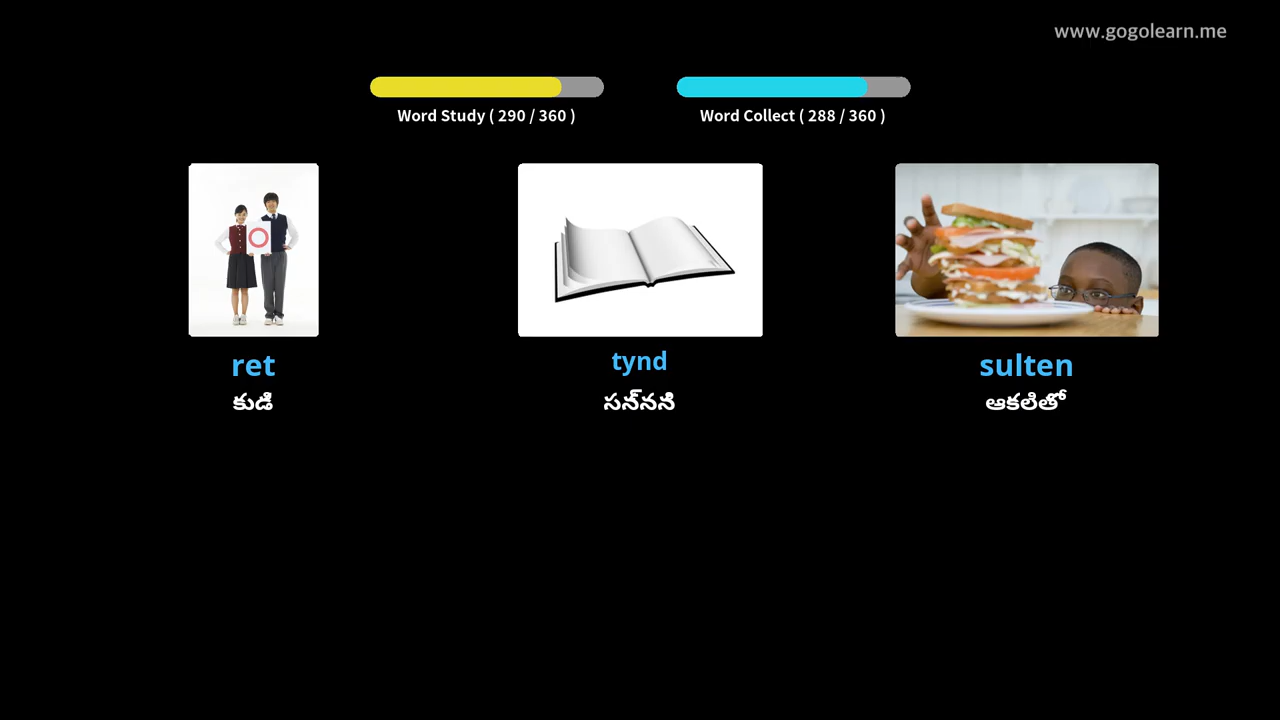 www.gogolearn.me
Word Study ( 290 / 360 )
Word Collect ( 288 / 360 )
ret
tynd
sulten
కుడి
సన్నని
ఆకలితో